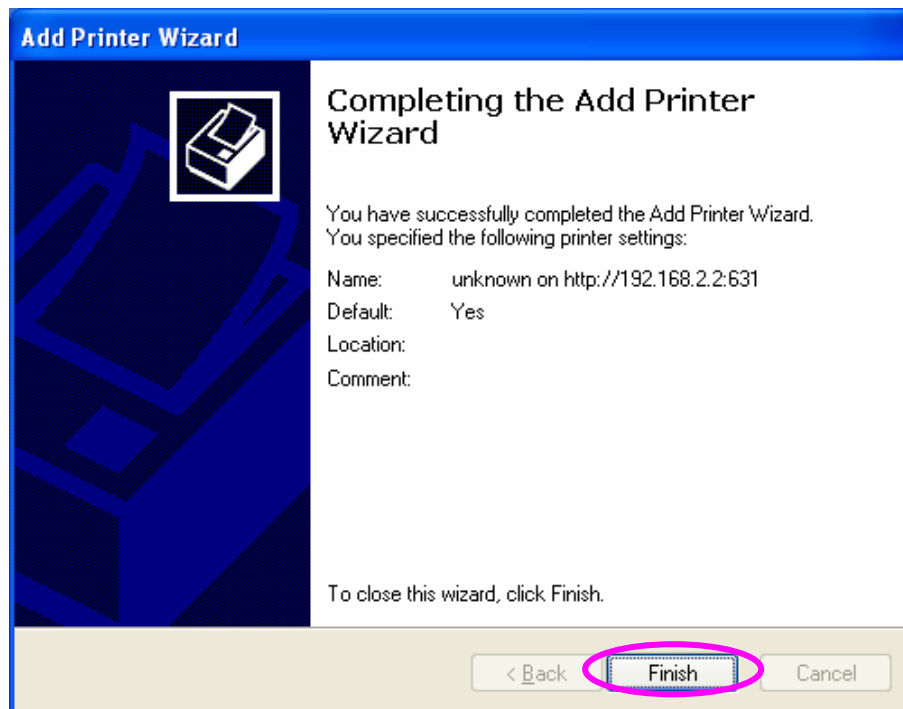 Add Printer Wizard
Completing the Add Printer
Wizard
You have successfully completed the Add Printer Wizard.
You specified the following printer settings:
Name: unknown on http://192.168.2.2:631
Default: Yes
Location:
Comment:
To close this wizard, click Finish.
< Back Finish Cancel